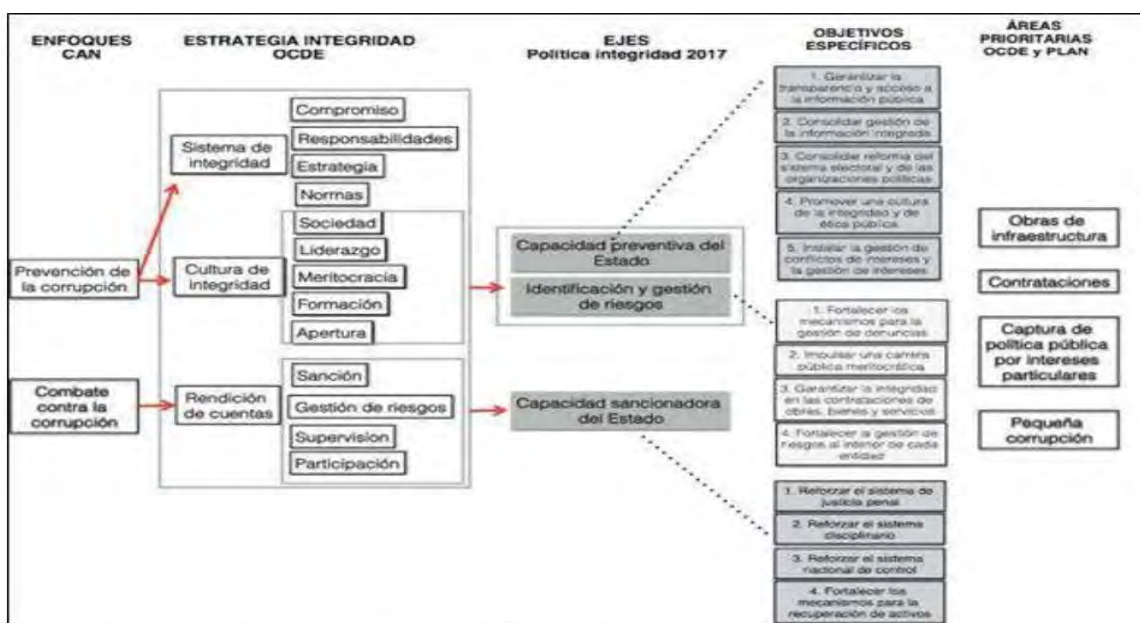 ENFOQUES
CAN
ESTRATEGIA INTEGRIDAD
OCDE
EJES
Política integridad 2017
OBJETIVOS
ESPECÍFICOS
ÁREAS
PRIORITARIAS
OCDE y PLAN
Prevención de
la corrupción
Combate
contra la
corrupción
Sistema de
integridad
Cultura de
integridad
Rendición
de cuentas
Compromiso
Responsabilidades
Estrategia
Normas
Sociedad
Liderazgo
Meritocracia
Formación
Apertura
Sanción
Gestión de riesgos
Supervision
Participación
Capacidad preventiva del
Estado
Identificación y gestión
de riesgos
Capacidad sancionadora
del Estado
1. Garantizar la
transparencia y acceso a
la información pública
2. Consolidar gestión de
la información integrada
3. Consolidar reforma del
sistema electoral y de las
organizaciones políticas
4. Promover una cultura
de la integridad y de
ética pública
5. Instalar la gestión de
conflictos de intereses y
la gestión de intereses
1. Fortalecer los
mecanismos para la
gestión de denuncias
2. Impulsar una carrera
pública meritocrática
3. Garantizar la integridad
en las contrataciones de
obras, bienes y servicios
4. Fortalecer la gestión de
riesgos al interior de cada
entidad
1. Reforzar el sistema de
justicia penal
2. Reforzar el sistema
disciplinario
3. Reforzar el sistema
nacional de control
4. Fortalecer los
mecanismos para la
recuperación de activos
Obras de
infraestructura
Contrataciones
Captura de
política pública
por intereses
particulares
Pequeña
corrupción